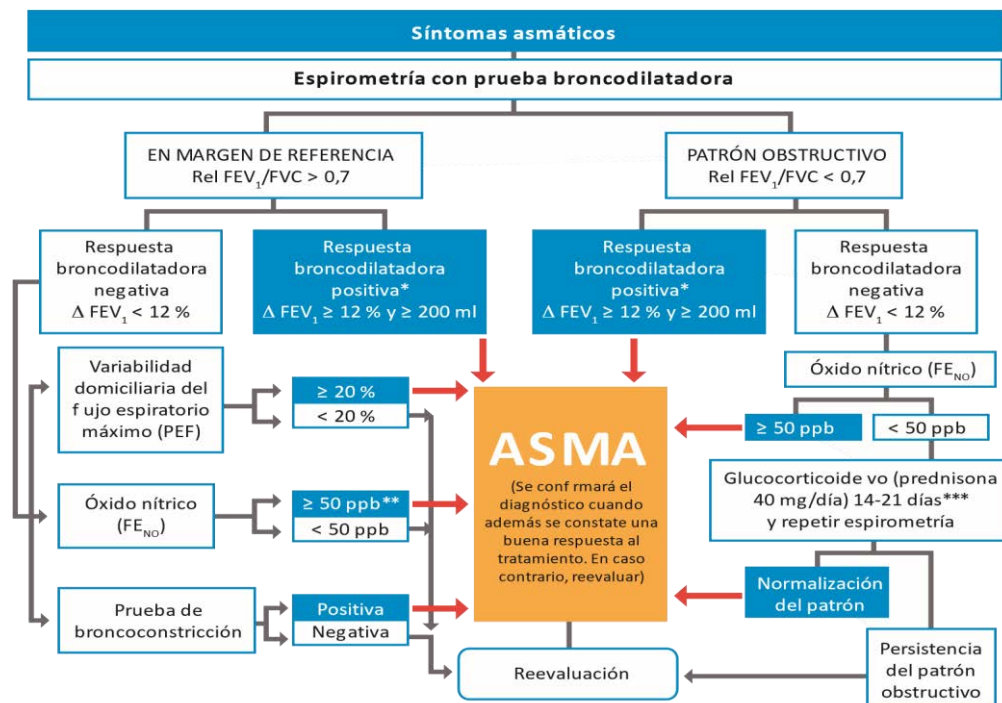 Síntomas asmáticos
Espirometría con prueba broncodilatadora
EN MARGEN DE REFERENCIA
Rel FEV₁/FVC > 0,7
PATRÓN OBSTRUCTIVO
Rel FEV₁/FVC < 0,7
Respuesta
broncodilatadora
negativa
Δ FEV₁ < 12 %
Respuesta
broncodilatadora
positiva*
Δ FEV₁ ≥ 12 % y ≥ 200 ml
Respuesta
broncodilatadora
positiva*
Δ FEV₁ ≥ 12 % y ≥ 200 ml
Respuesta
broncodilatadora
negativa
Δ FEV₁ < 12 %
Variabilidad
domiciliaria del
f ujo espiratorio
máximo (PEF)
≥ 20 %
< 20 %
Óxido nítrico
(FE_NO)
≥ 50 ppb**
< 50 ppb
Prueba de
broncoconstricción
Positiva
Negativa
ASMA
(Se conf rmará el
diagnóstico cuando
además se constate una
buena respuesta al
tratamiento. En caso
contrario, reevaluar)
Reevaluación
Óxido nítrico (FE_NO)
≥ 50 ppb
< 50 ppb
Glucocorticoide vo (prednisona
40 mg/día) 14-21 días***
y repetir espirometría
Normalización
del patrón
Persistencia
del patrón
obstructivo